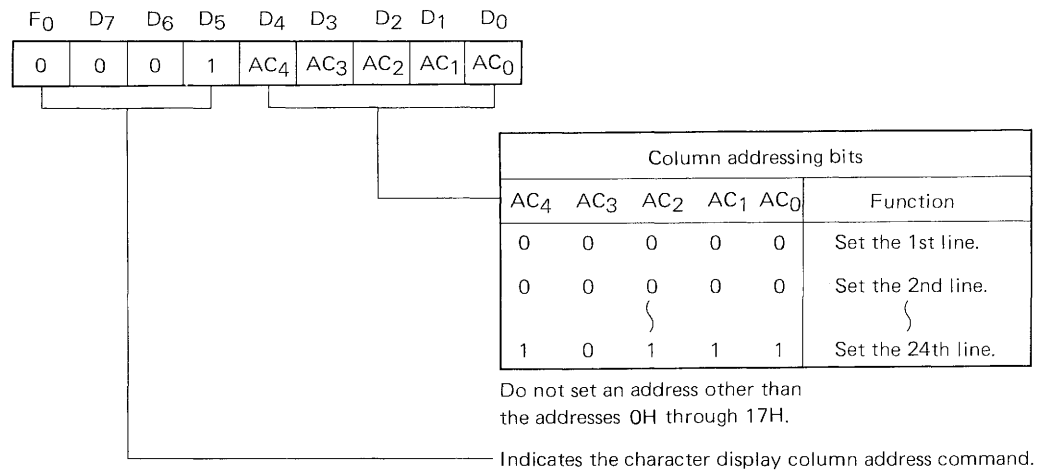 F0 D7 D6 D5 D4 D3 D2 D1 D0
0 0 0 1 AC4 AC3 AC2 AC1 AC0
Column addressing bits
AC4 AC3 AC2 AC1 AC0 Function
0 0 0 0 0 Set the 1st line.
0 0 0 0 0 Set the 2nd line.
1 0 1 1 1 Set the 24th line.
Do not set an address other than
the addresses 0H through 17H.
Indicates the character display column address command.